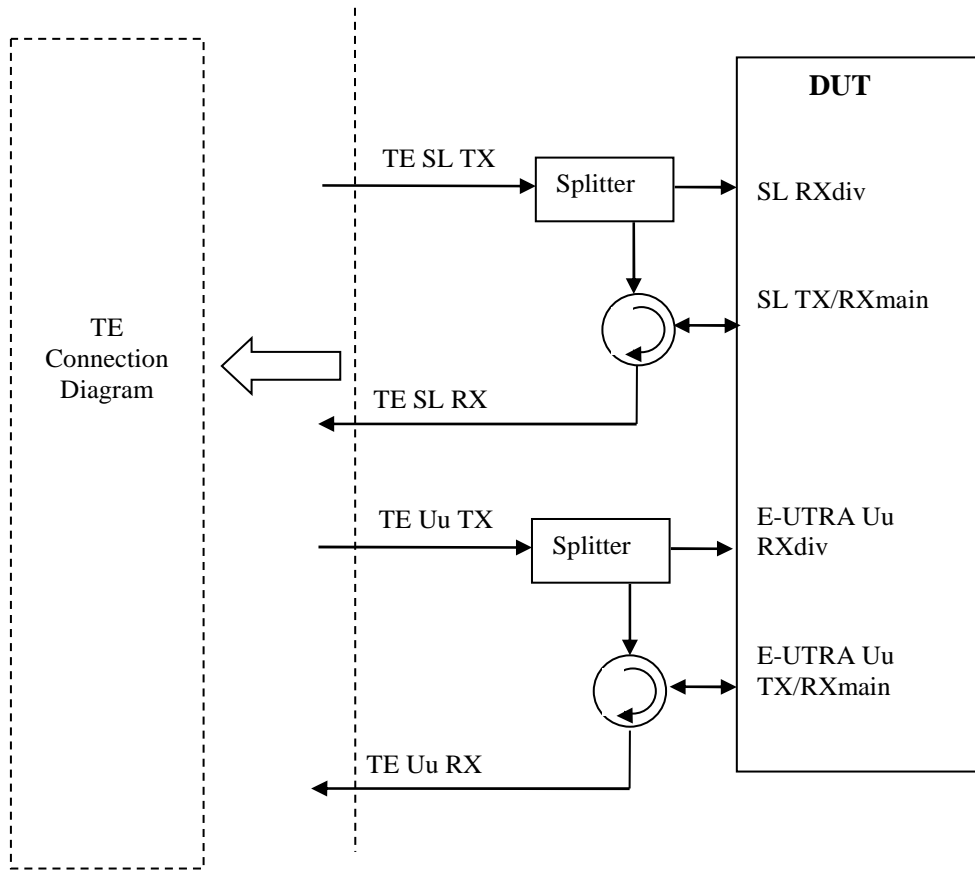 DUT
TE SL TX
Splitter
SL RXdiv
SL TX/RXmain
TE
Connection
Diagram
TE SL RX
TE Uu TX
Splitter
E-UTRA Uu
RXdiv
E-UTRA Uu
TX/RXmain
TE Uu RX